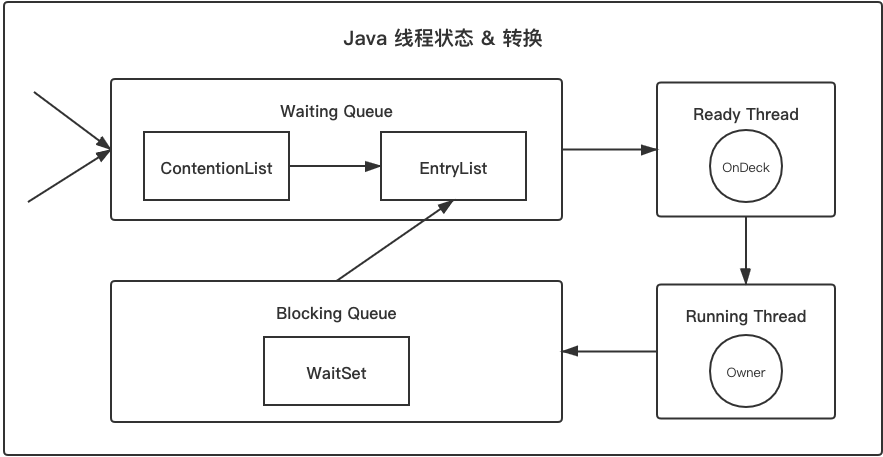 Java 线程状态 & 转换
Waiting Queue
ContentionList
EntryList
Ready Thread
OnDeck
Blocking Queue
WaitSet
Running Thread
Owner